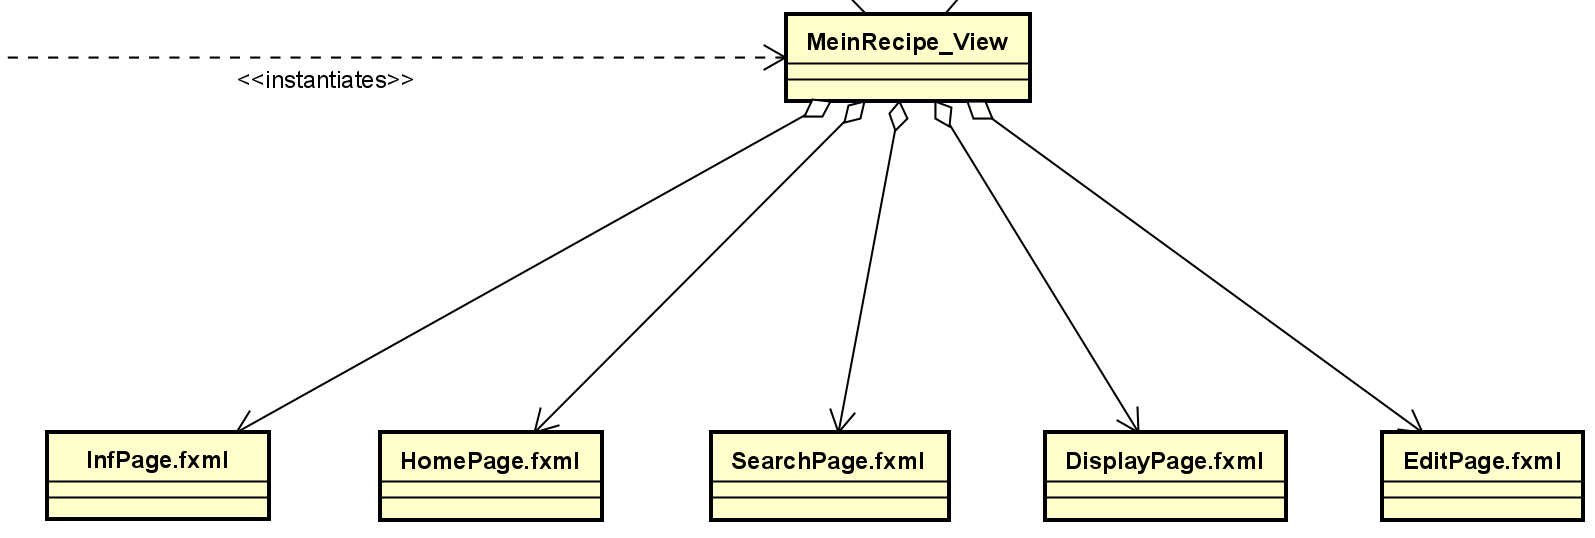 MeinRecipe_View
<<instantiates>>
InfPage.fxml
HomePage.fxml
SearchPage.fxml
DisplayPage.fxml
EditPage.fxml